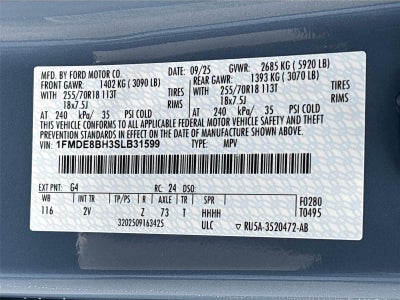 MFD. BY FORD MOTOR CO.
DATE: 09/25 GVWR: 2685 KG (5920 LB)
FRONT GAWR: 1402 KG (3090 LB) REAR GAWR: 1393 KG (3070 LB)
WITH 255/70R18 113T TIRES WITH 255/70R18 113T TIRES
18x7.5J RIMS 18x7.5J RIMS
AT 240 kPa/ 35 PSI COLD AT 240 kPa/ 35 PSI COLD
THIS VEHICLE CONFORMS TO ALL APPLICABLE FEDERAL MOTOR VEHICLE SAFETY AND THEFT
PREVENTION STANDARDS IN EFFECT ON THE DATE OF MANUFACTURE SHOWN ABOVE.
VIN: 1FMDE8BH3SLB31599
TYPE: MPV
EXT PNT: G4 RC: 24 DSO: F0280
WB INT TR TP/PS R AXLE TR SPR T0495
116 2V Z 73 T HHHH
3202509163425 ULC RU5A-3520472-AB